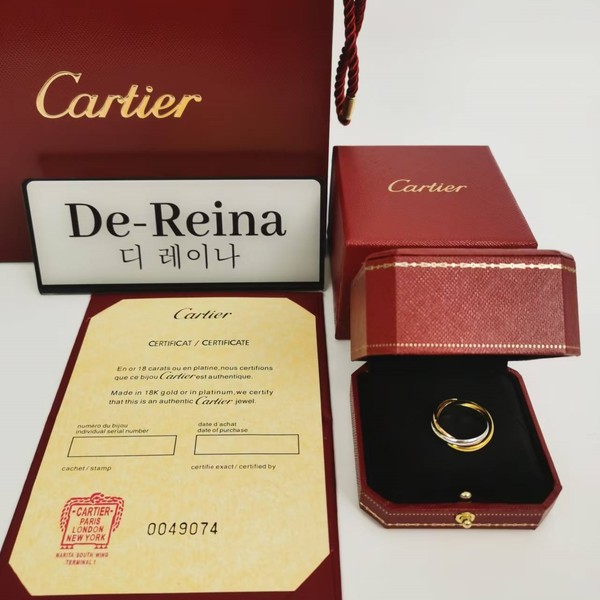 Cartier
Cartier
De-Reina
디 레이나
Cartier
CERTIFICAT / CERTIFICATE
En or 18 carats ou en platine, nous certifions
que ce bijou Cartier est authentique.
Made in 18K gold or in platinum, we certify
that this is an authentic Cartier jewel.
numero du bijou
individual serial number
date d'achat
date of purchase
cachet / stamp
certifie exact / certified by
-CARTIER-
PARIS
LONDON
NEW YORK
NARITA SOUTH WING
TERMINAL 1
0049074